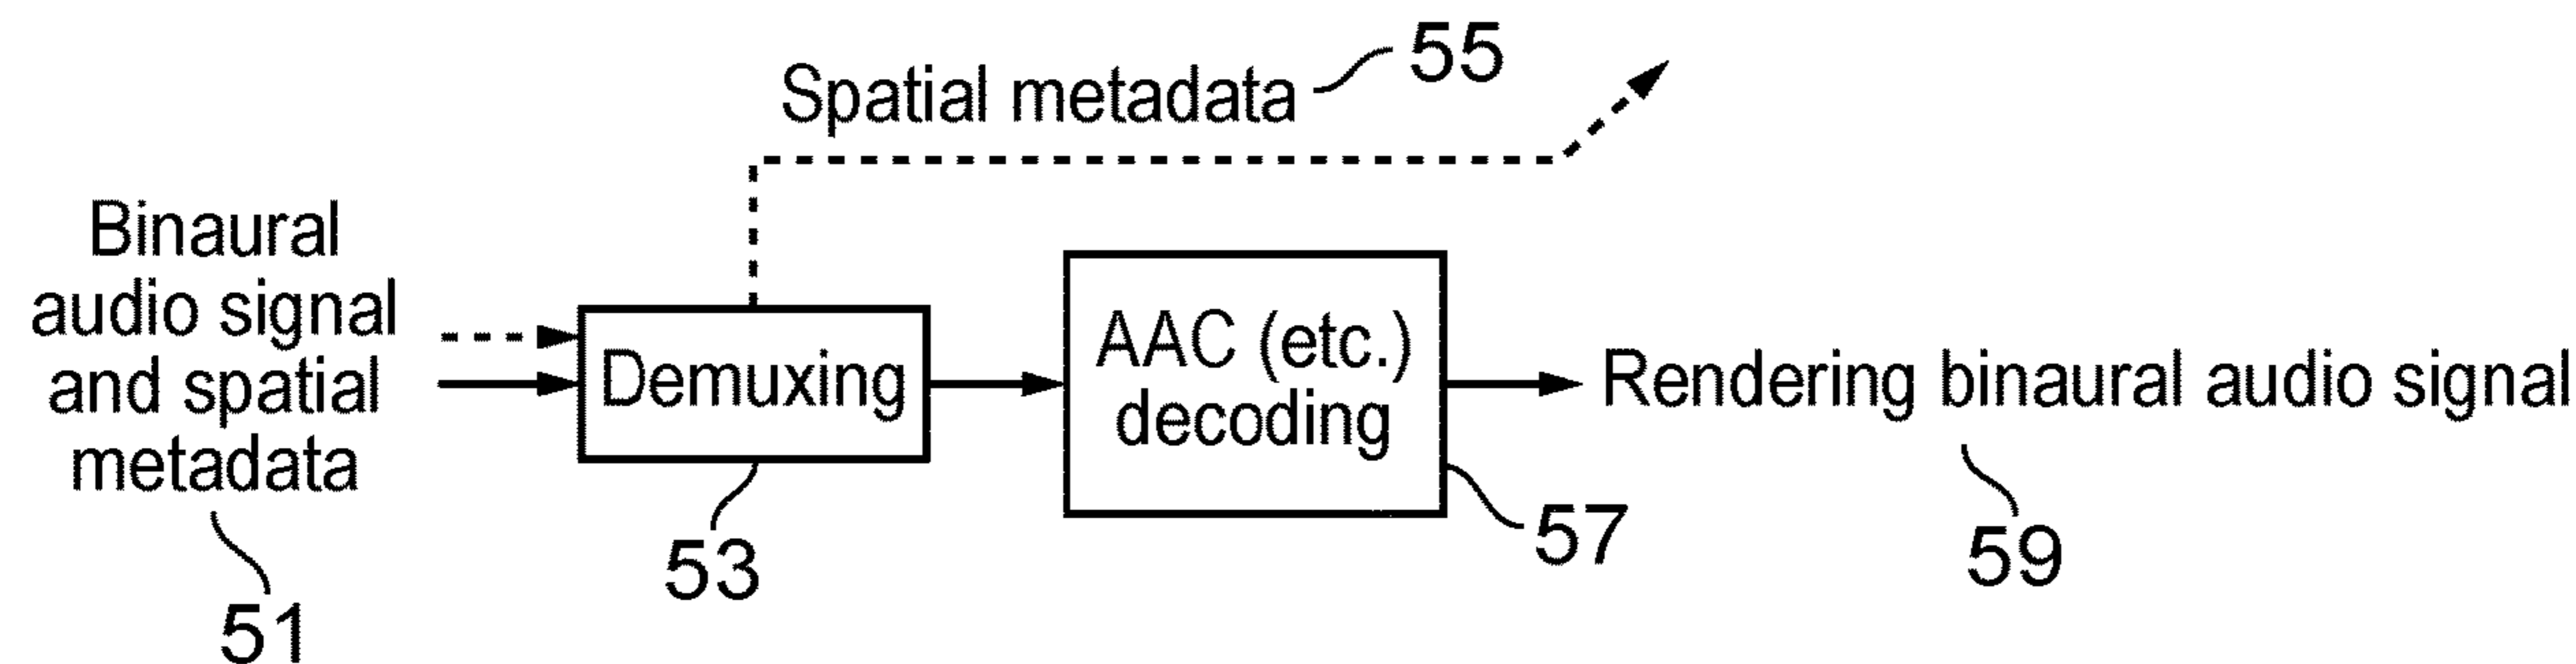 Spatial metadata 55
Binaural
audio signal
and spatial
metadata
51
Demuxing
53
AAC (etc.)
decoding
57
Rendering binaural audio signal
59